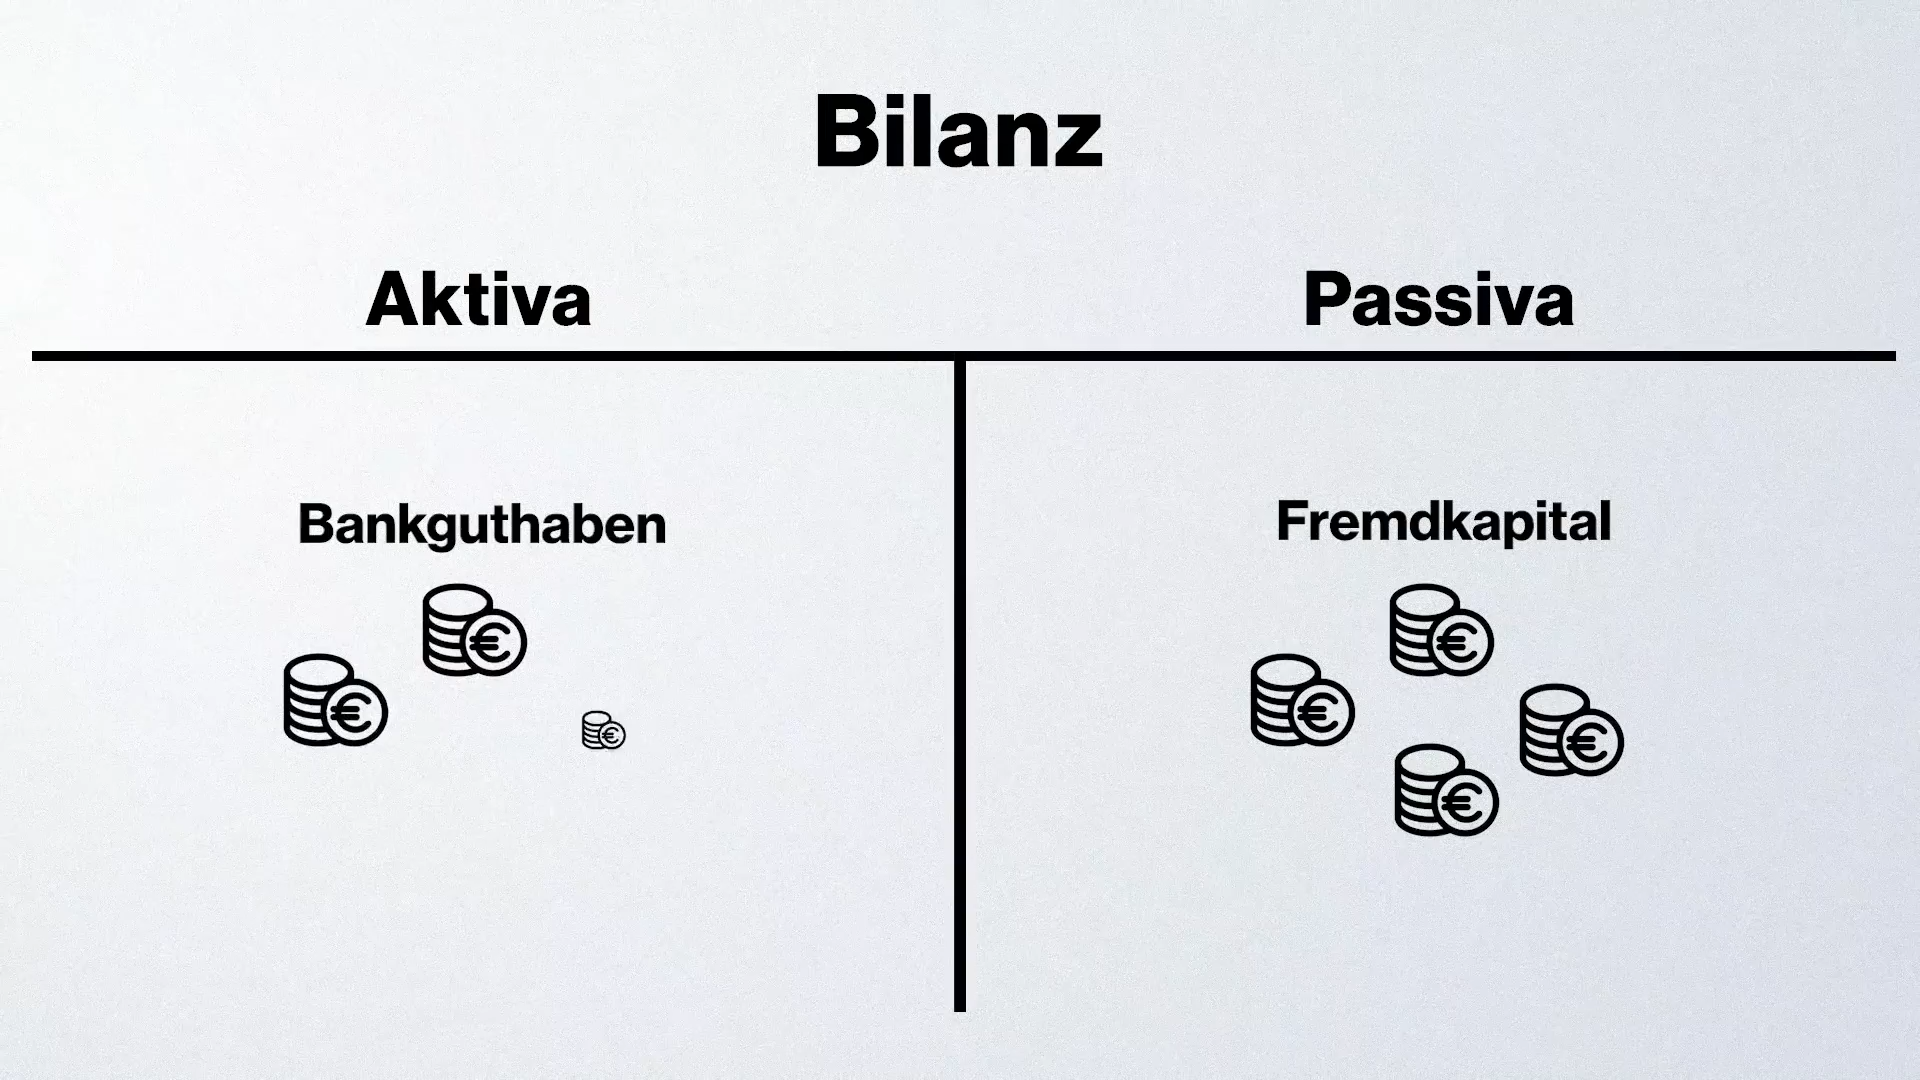 Bilanz
Aktiva
Passiva
Bankguthaben
Fremdkapital
€
€
€
€
€
€
€